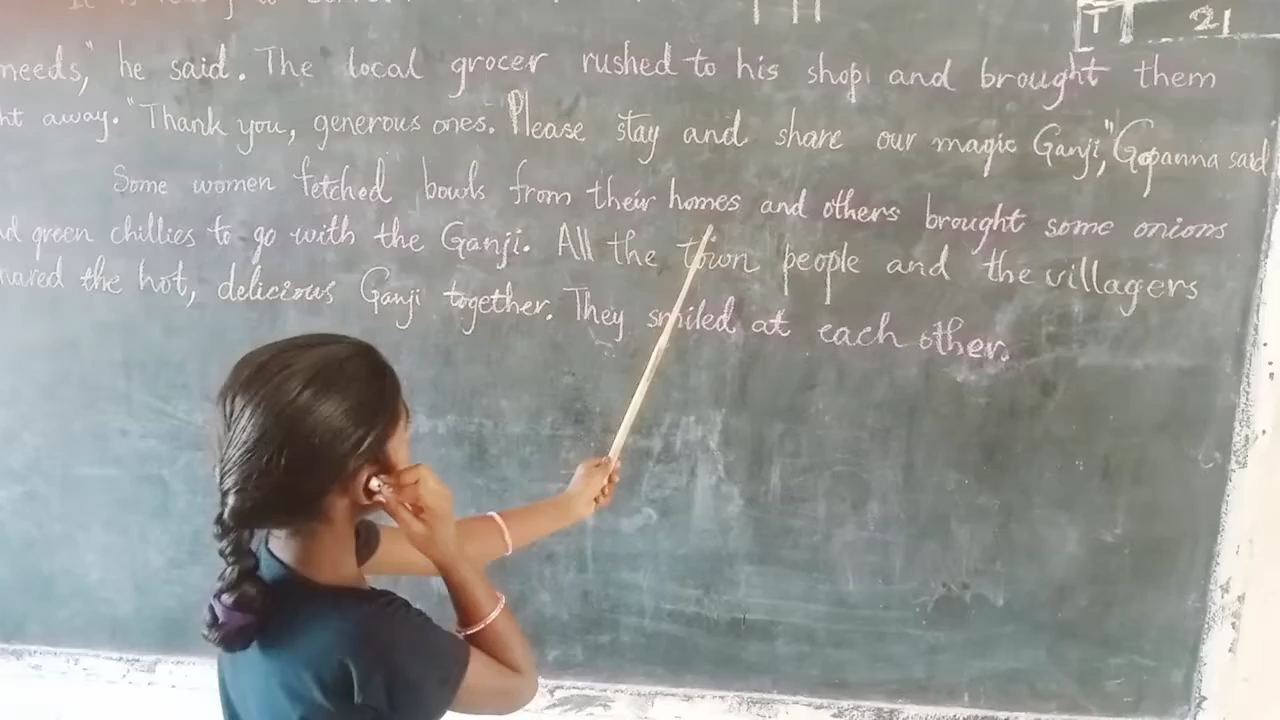 T 21
needs," he said. The local grocer rushed to his shop and brought them
ht away. "Thank you, generous ones. Please stay and share our magic Ganji," Gopanna said
Some women fetched bowls from their homes and others brought some onions
nd green chillies to go with the Ganji. All the town people and the villagers
hared the hot, delicious Ganji together. They smiled at each other.